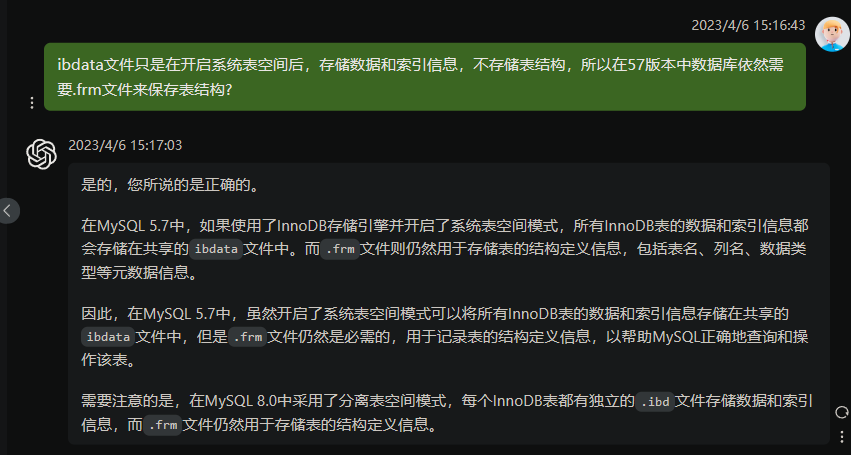 2023/4/6 15:16:43
ibdata文件只是在开启系统表空间后，存储数据和索引信息，不存储表结构，所以在57版本中数据库依然需
要.frm文件来保存表结构?
2023/4/6 15:17:03
是的，您所说的是正确的。
在MySQL 5.7中，如果使用了InnoDB存储引擎并开启了系统表空间模式，所有InnoDB表的数据和索引信息都
会存储在共享的ibdata文件中。而.frm文件则仍然用于存储表的结构定义信息，包括表名、列名、数据类
型等元数据信息。
因此，在MySQL 5.7中，虽然开启了系统表空间模式可以将所有InnoDB表的数据和索引信息存储在共享的
ibdata文件中，但是.frm文件仍然是必需的，用于记录表的结构定义信息，以帮助MySQL正确地查询和操
作该表。
需要注意的是，在MySQL 8.0中采用了分离表空间模式，每个InnoDB表都有独立的.ibd文件存储数据和索引
信息，而.frm文件仍然用于存储表的结构定义信息。